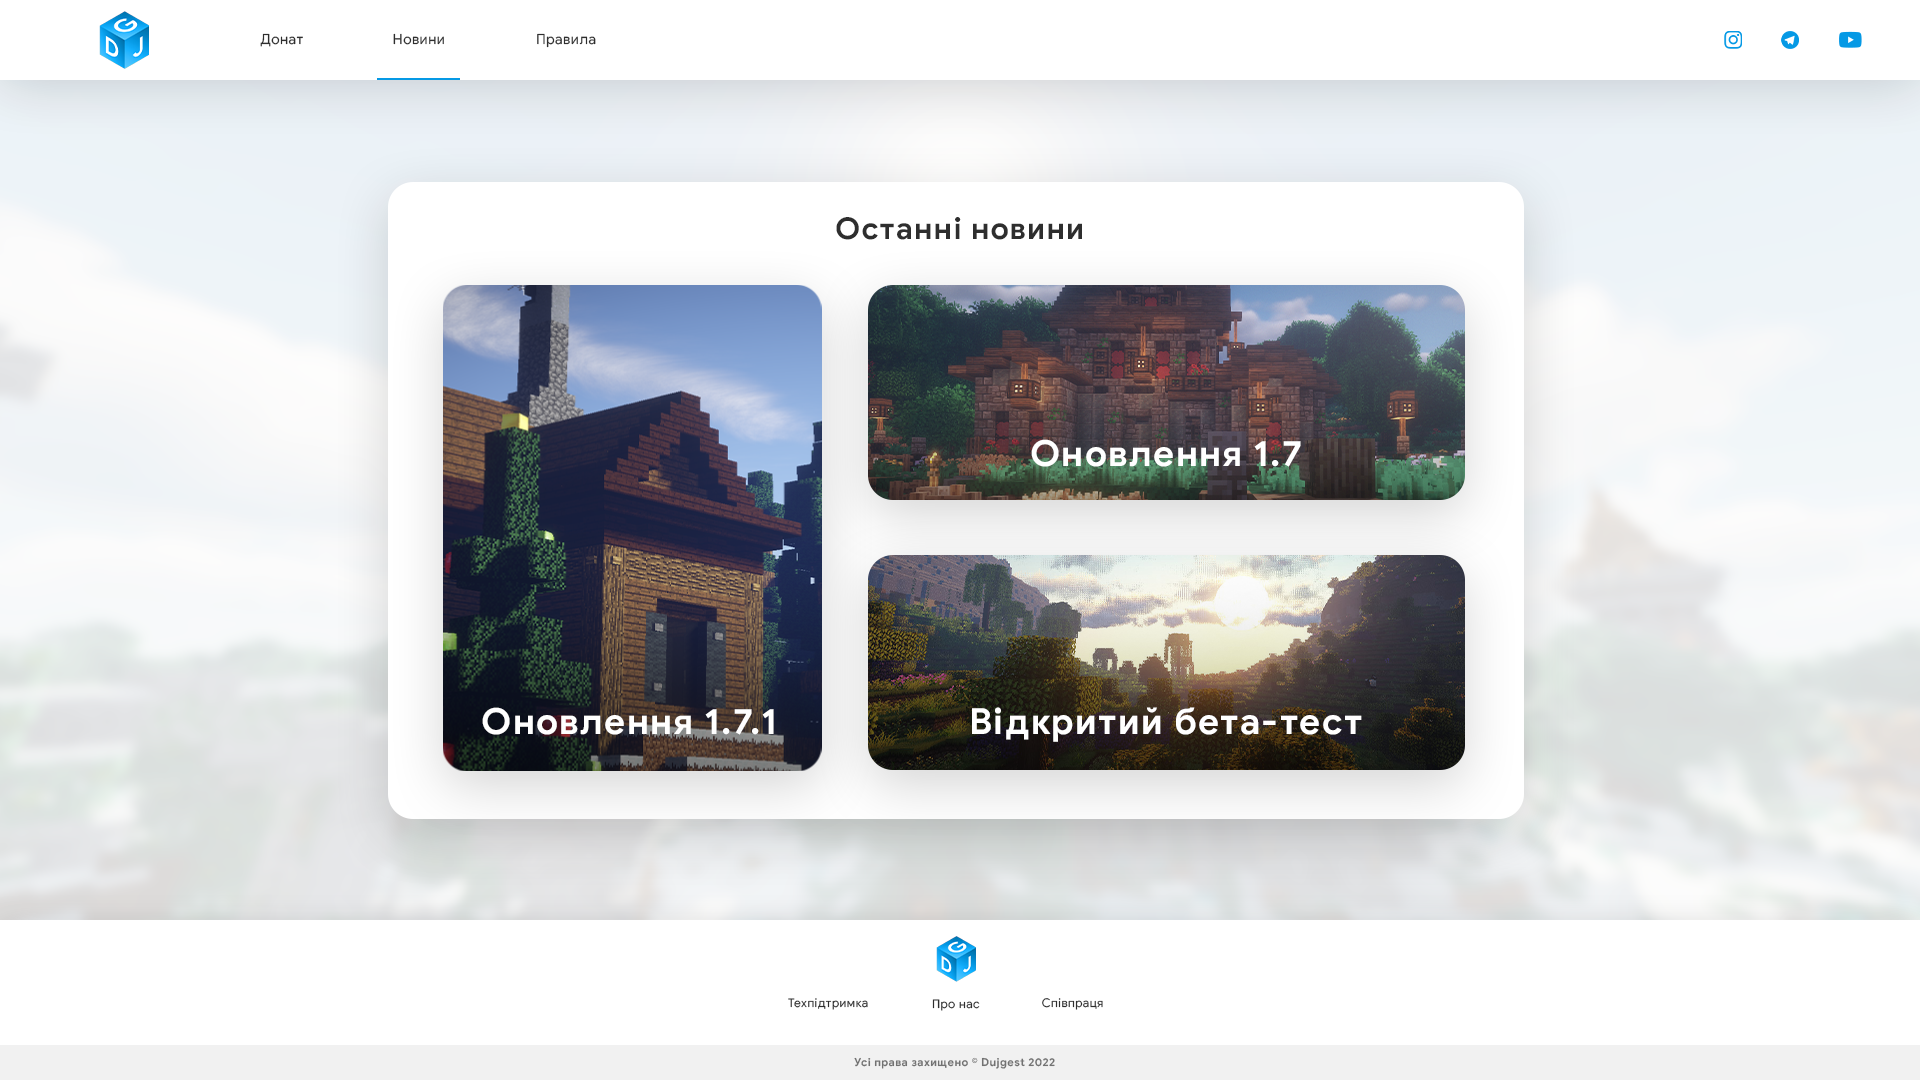 G
D J
Донат Новини Правила
Останні новини
Оновлення 1.7.1
Оновлення 1.7
Відкритий бета-тест
G
D J
Техпідтримка Про нас Співпраця
Усі права захищено © Dujgest 2022